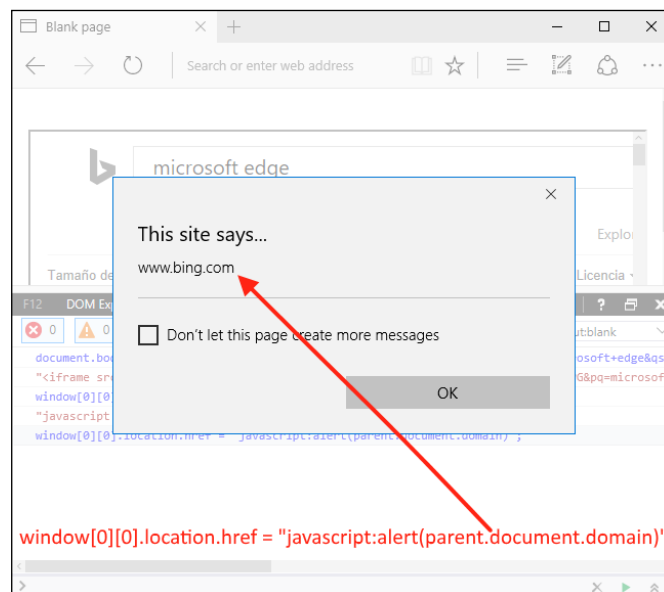 Blank page
Search or enter web address
microsoft edge
Explo
Tamaño de
Licencia
This site says...
www.bing.com
Don't let this page create more messages
OK
F12 DOM Ex ?
0 0 ut:blank
document.bo osoft+edge&qs
"<iframe sr G&pq=microsof
window[0][0]
"javascript
window[0][0].location.href = "javascript:alert(parent.document.domain)";
window[0][0].location.href = "javascript:alert(parent.document.domain)"